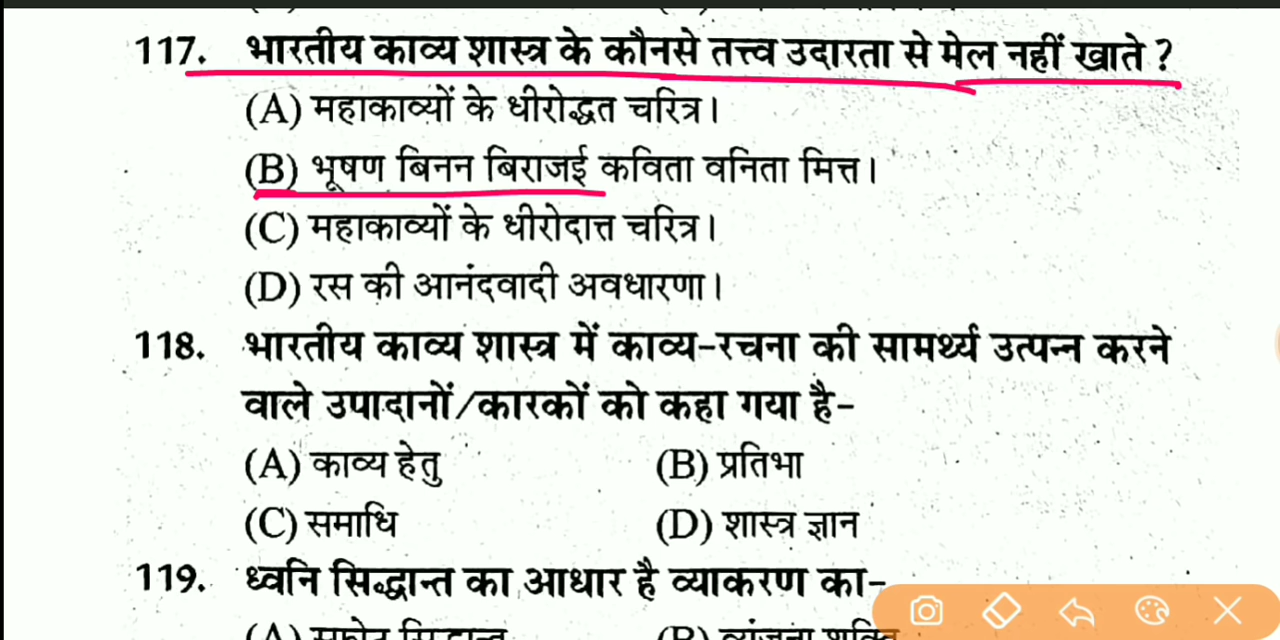 117. भारतीय काव्य शास्त्र के कौनसे तत्त्व उदारता से मेल नहीं खाते ?
(A) महाकाव्यों के धीरोद्धत चरित्र।
(B) भूषण बिनन बिराजई कविता वनिता मित्त।
(C) महाकाव्यों के धीरोदात्त चरित्र।
(D) रस की आनंदवादी अवधारणा।
118. भारतीय काव्य शास्त्र में काव्य-रचना की सामर्थ्य उत्पन्न करने
वाले उपादानों/कारकों को कहा गया है-
(A) काव्य हेतु (B) प्रतिभा
(C) समाधि (D) शास्त्र ज्ञान
119. ध्वनि सिद्धान्त का आधार है व्याकरण का-
(A) स्फोट सिद्धान्त (B) व्यंजना शक्ति